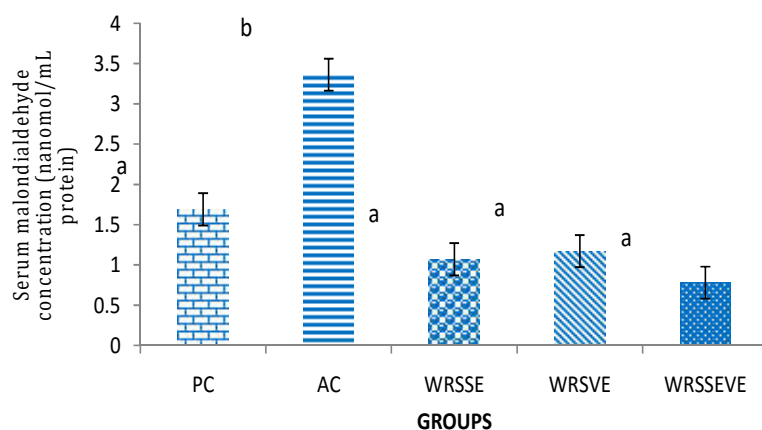 Serum malondialdehyde
concentration (nanomol/mL
protein)
4
3.5
3
2.5
2
1.5
1
0.5
0
b
a
a
a
a
PC AC WRSSE WRSVE WRSSEVE
GROUPS